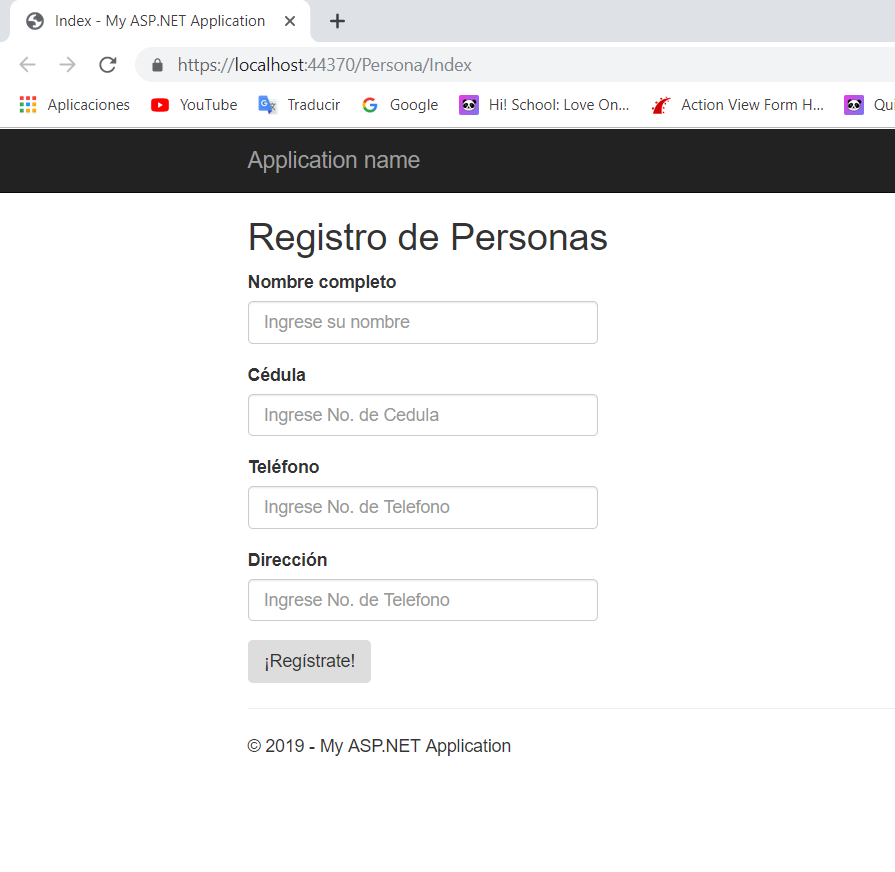 Index - My ASP.NET Application
https://localhost:44370/Persona/Index
Aplicaciones YouTube Traducir Google Hi! School: Love On... Action View Form H... Qu
Application name
Registro de Personas
Nombre completo
Ingrese su nombre
Cédula
Ingrese No. de Cedula
Teléfono
Ingrese No. de Telefono
Dirección
Ingrese No. de Telefono
¡Regístrate!
© 2019 - My ASP.NET Application